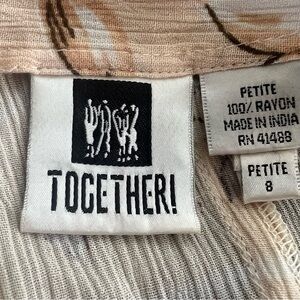 TOGETHER!
PETITE
100% RAYON
MADE IN INDIA
RN 41488
PETITE
8